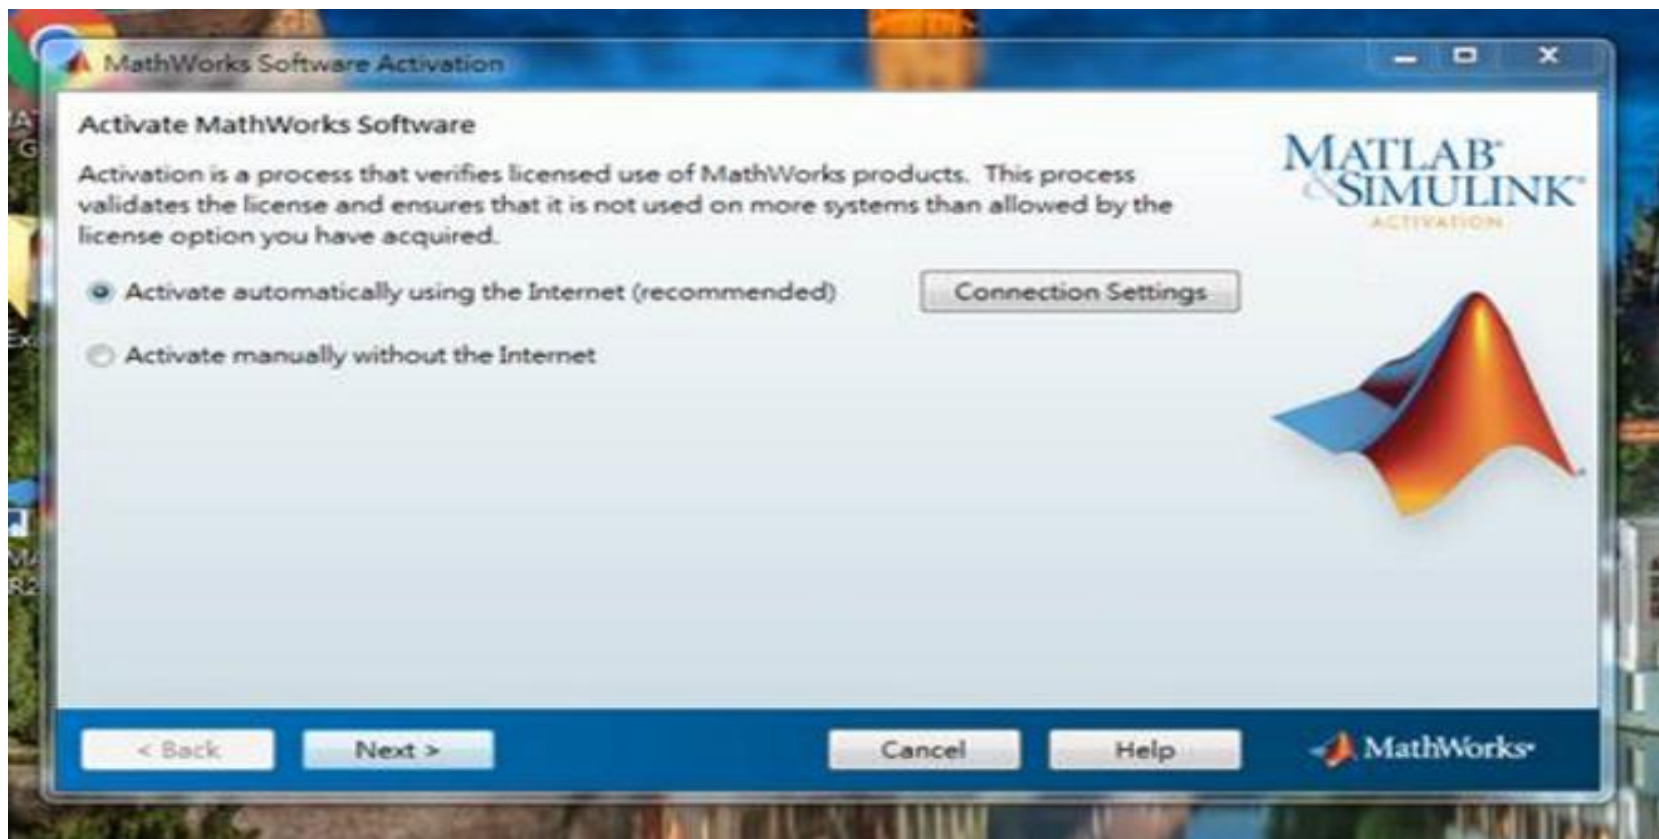 MathWorks Software Activation
Activate MathWorks Software
Activation is a process that verifies licensed use of MathWorks products. This process
validates the license and ensures that it is not used on more systems than allowed by the
license option you have acquired.
Activate automatically using the Internet (recommended)
Connection Settings
Activate manually without the Internet
MATLAB®
&SIMULINK®
ACTIVATION
< Back
Next >
Cancel
Help
MathWorks®